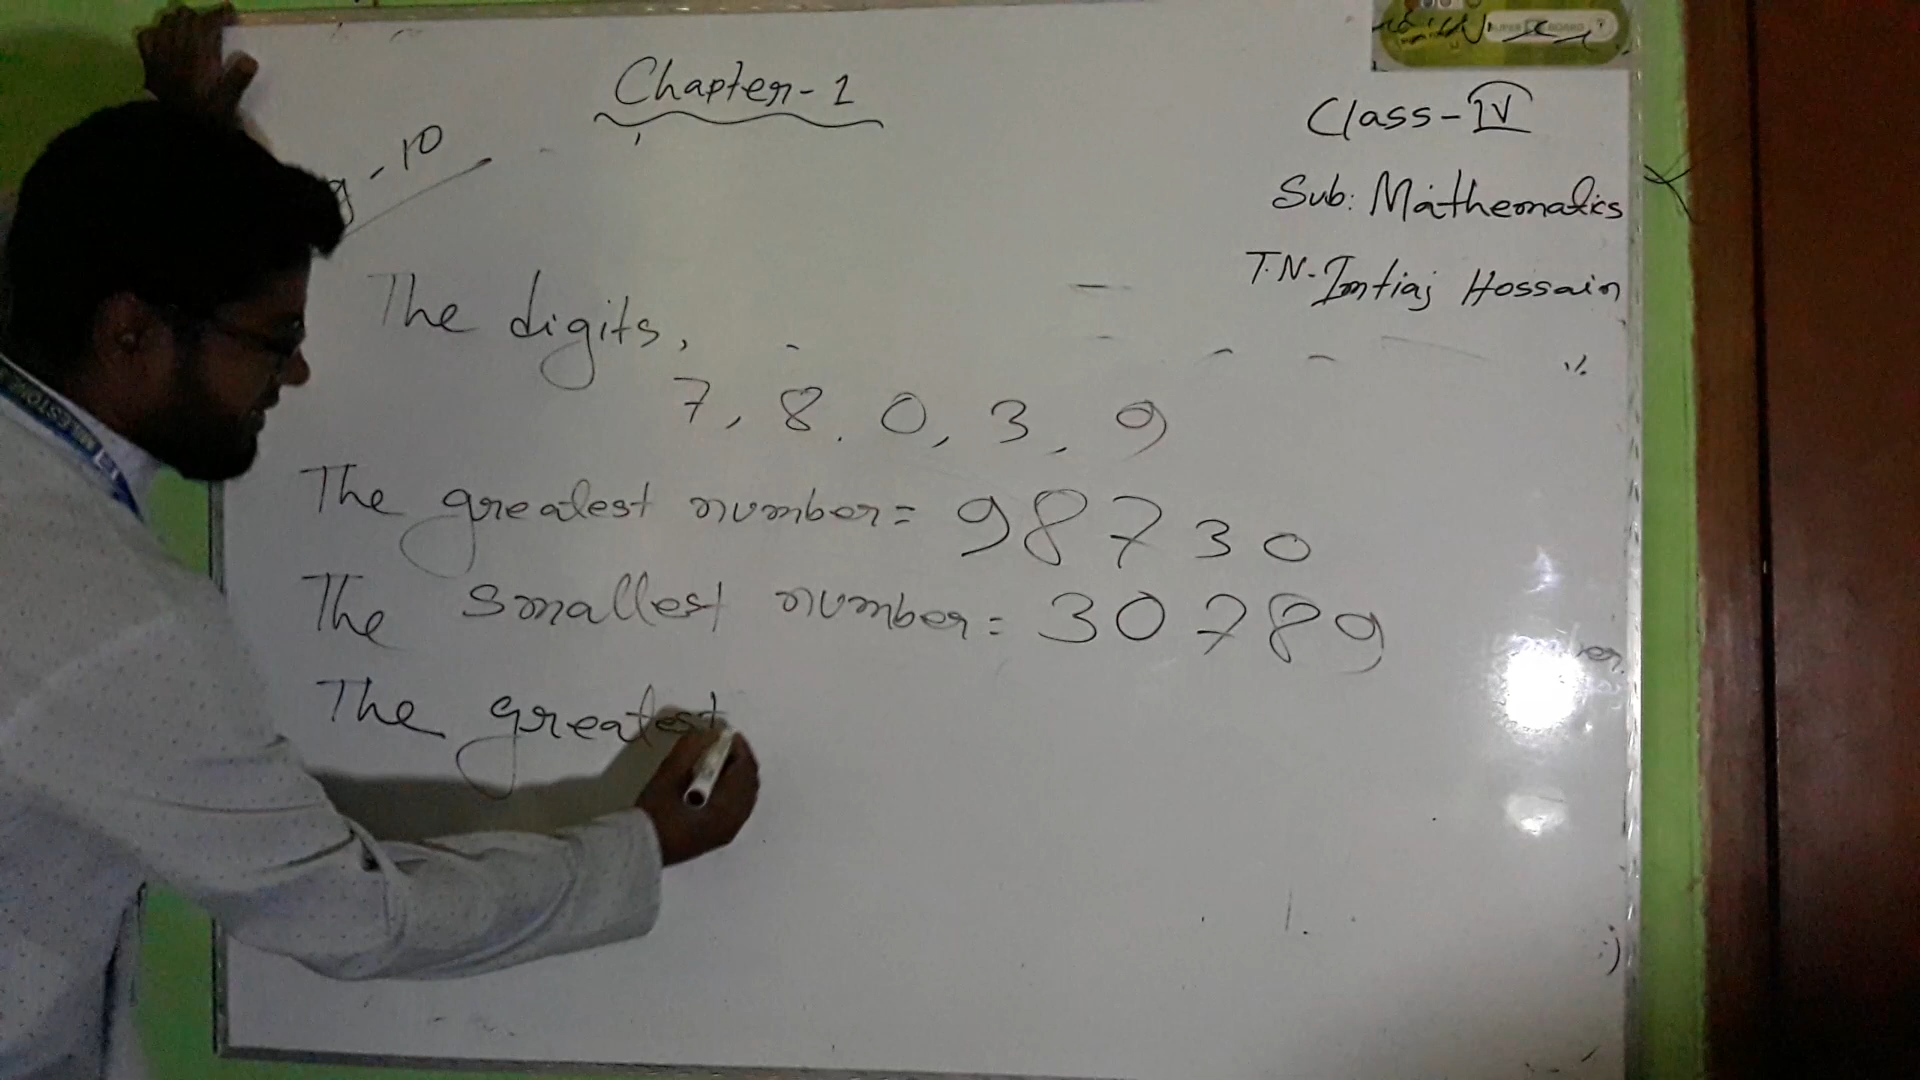 Chapter-1
Class-IV
-10
Sub: Mathematics
T.N-Imtiaj Hossain
The digits,
7, 8, 0, 3, 9
The greatest number= 98730
The smallest number= 30789
The greatest